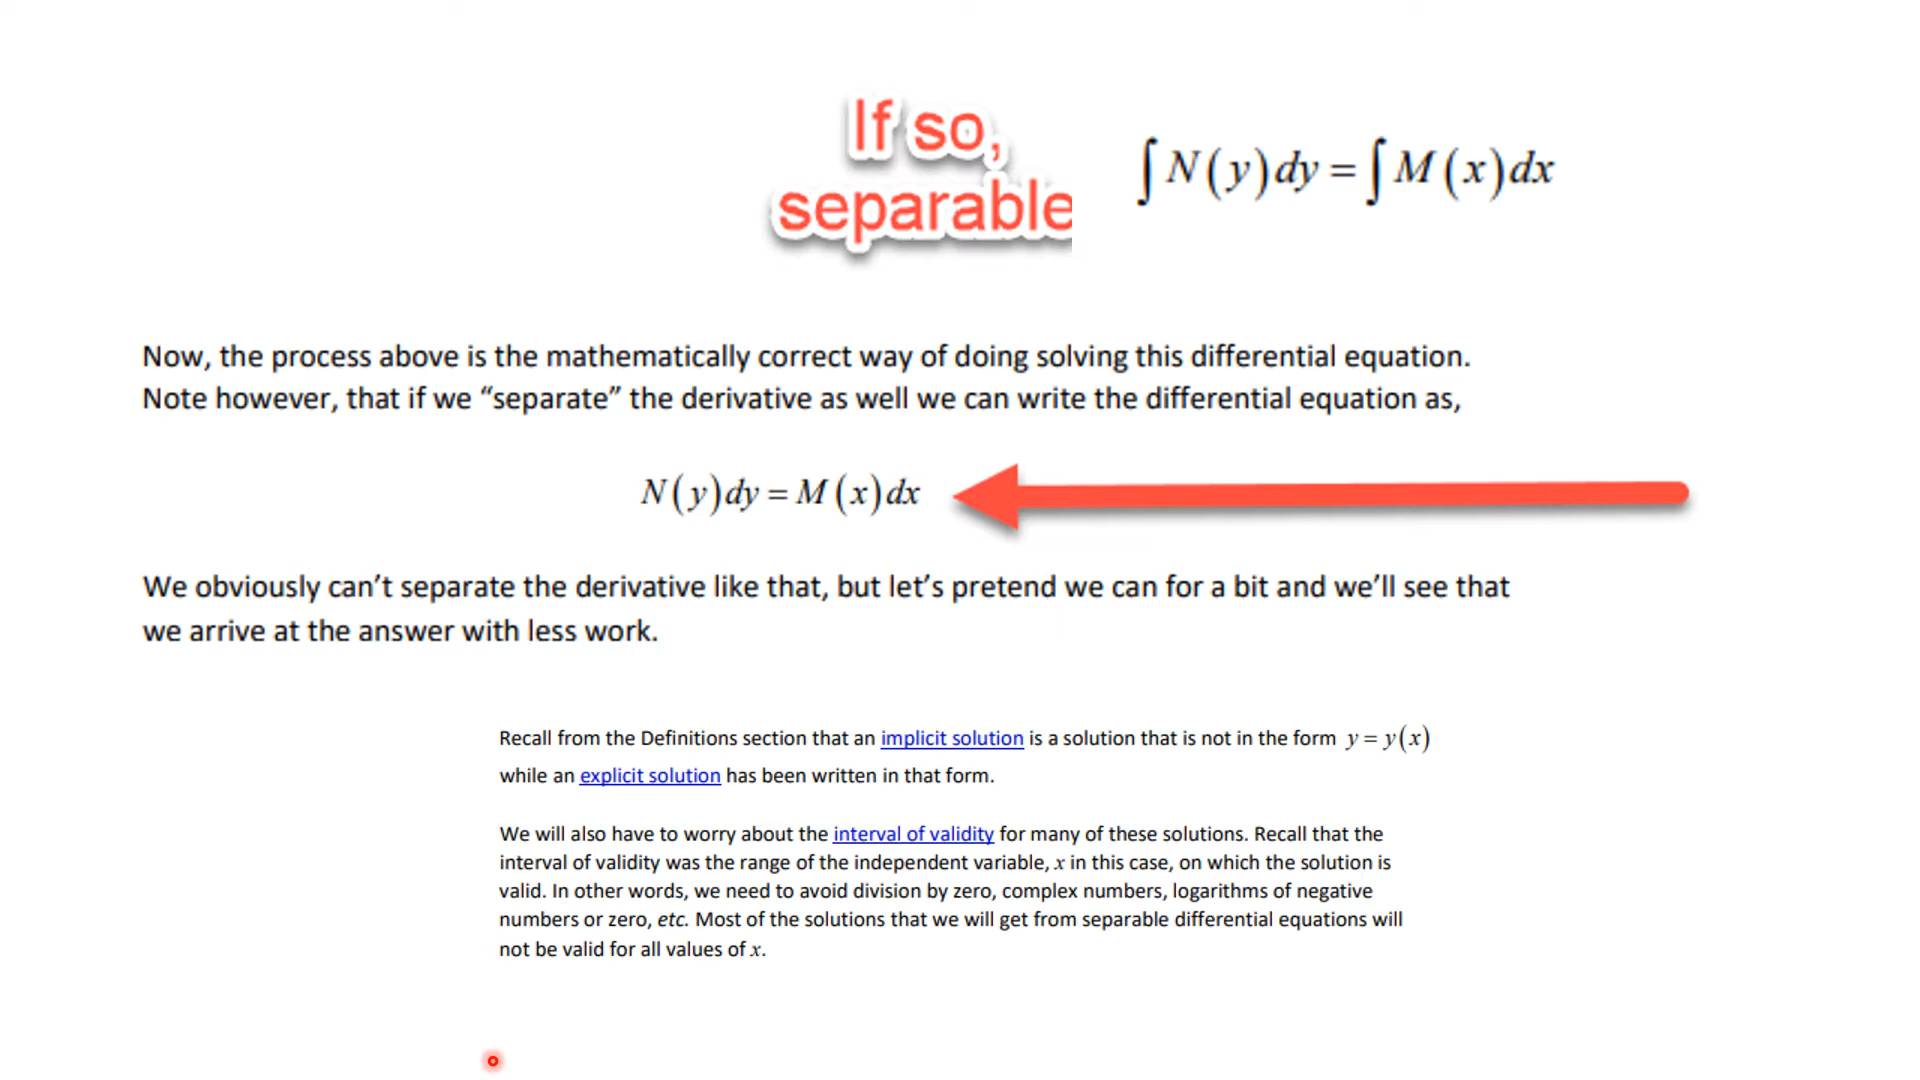 If so,
separable
∫N(y)dy = ∫M(x)dx
Now, the process above is the mathematically correct way of doing solving this differential equation.
Note however, that if we “separate” the derivative as well we can write the differential equation as,
N(y)dy = M(x)dx
We obviously can’t separate the derivative like that, but let’s pretend we can for a bit and we’ll see that
we arrive at the answer with less work.
Recall from the Definitions section that an implicit solution is a solution that is not in the form y = y(x)
while an explicit solution has been written in that form.
We will also have to worry about the interval of validity for many of these solutions. Recall that the
interval of validity was the range of the independent variable, x in this case, on which the solution is
valid. In other words, we need to avoid division by zero, complex numbers, logarithms of negative
numbers or zero, etc. Most of the solutions that we will get from separable differential equations will
not be valid for all values of x.